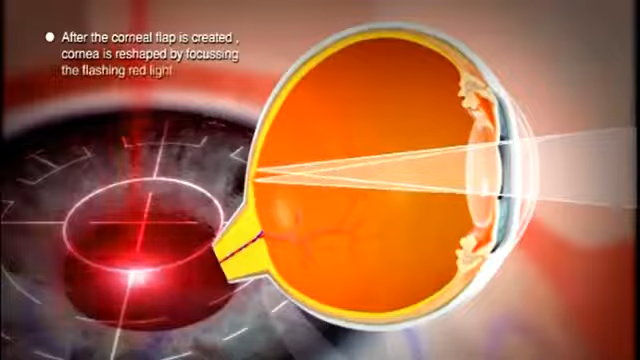 After the corneal flap is created ,
cornea is reshaped by focussing
the flashing red light